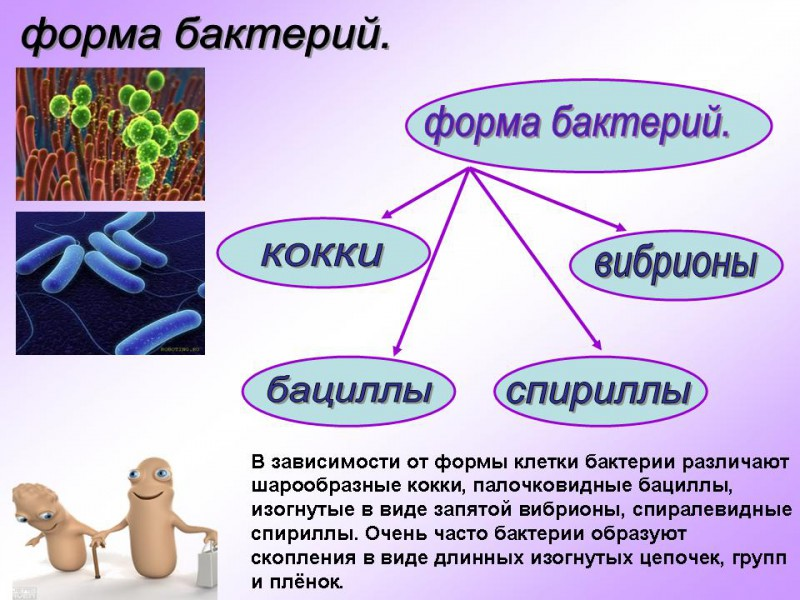 форма бактерий.
форма бактерий.
кокки
вибрионы
бациллы
спириллы
В зависимости от формы клетки бактерии различают
шарообразные кокки, палочковидные бациллы,
изогнутые в виде запятой вибрионы, спиралевидные
спириллы. Очень часто бактерии образуют
скопления в виде длинных изогнутых цепочек, групп
и плёнок.